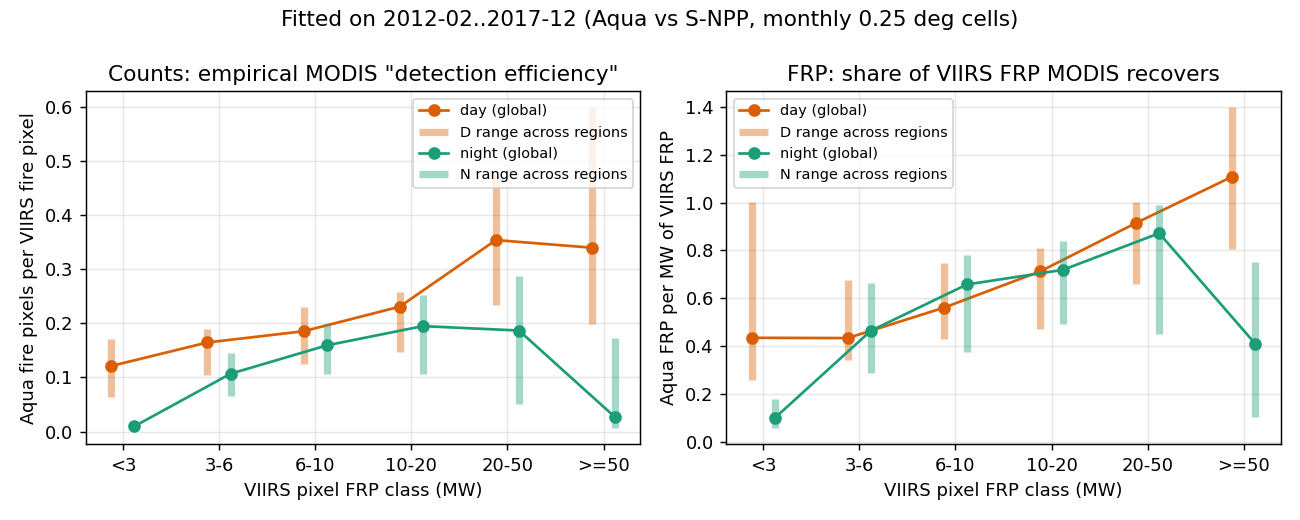 Fitted on 2012-02..2017-12 (Aqua vs S-NPP, monthly 0.25 deg cells)
Counts: empirical MODIS "detection efficiency"
Aqua fire pixels per VIIRS fire pixel
0.6
0.5
0.4
0.3
0.2
0.1
0.0
day (global)
D range across regions
night (global)
N range across regions
<3
3-6
6-10
10-20
20-50
>=50
VIIRS pixel FRP class (MW)
FRP: share of VIIRS FRP MODIS recovers
Aqua FRP per MW of VIIRS FRP
1.4
1.2
1.0
0.8
0.6
0.4
0.2
0.0
day (global)
D range across regions
night (global)
N range across regions
<3
3-6
6-10
10-20
20-50
>=50
VIIRS pixel FRP class (MW)